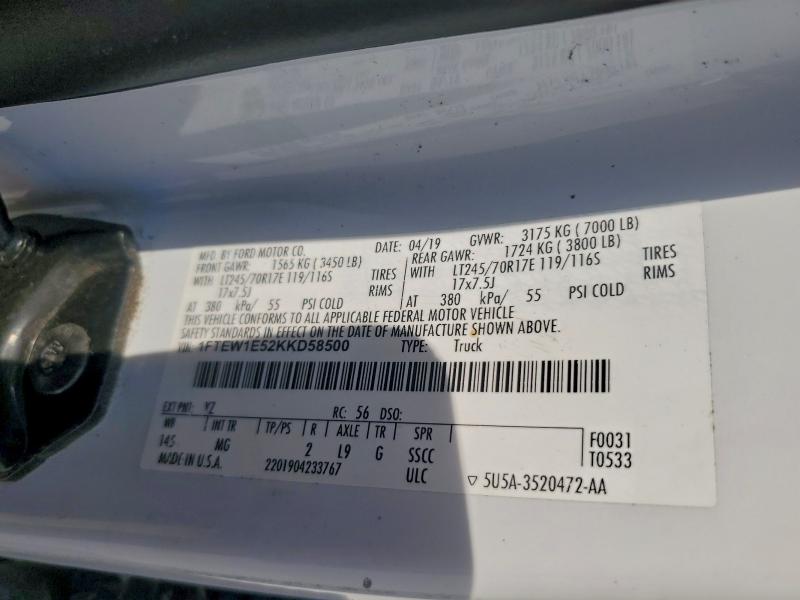 MFD. BY FORD MOTOR CO. DATE: 04/19 GVWR: 3175 KG ( 7000 LB)
FRONT GAWR: 1565 KG ( 3450 LB) REAR GAWR: 1724 KG ( 3800 LB)
WITH LT245/70R17E 119/116S TIRES WITH LT245/70R17E 119/116S TIRES
17x7.5J RIMS 17x7.5J RIMS
AT 380 kPa/ 55 PSI COLD AT 380 kPa/ 55 PSI COLD
THIS VEHICLE CONFORMS TO ALL APPLICABLE FEDERAL MOTOR VEHICLE
SAFETY STANDARDS IN EFFECT ON THE DATE OF MANUFACTURE SHOWN ABOVE.
VIN: 1FTEW1E52KKD58500 TYPE: Truck
EXT PNT: YZ RC: 56 DSO:
WB INT TR TP/PS R AXLE TR SPR F0031
145 MG 2 L9 G SSCC T0533
MADE IN U.S.A. 2201904233767 ULC ▽ 5U5A-3520472-AA